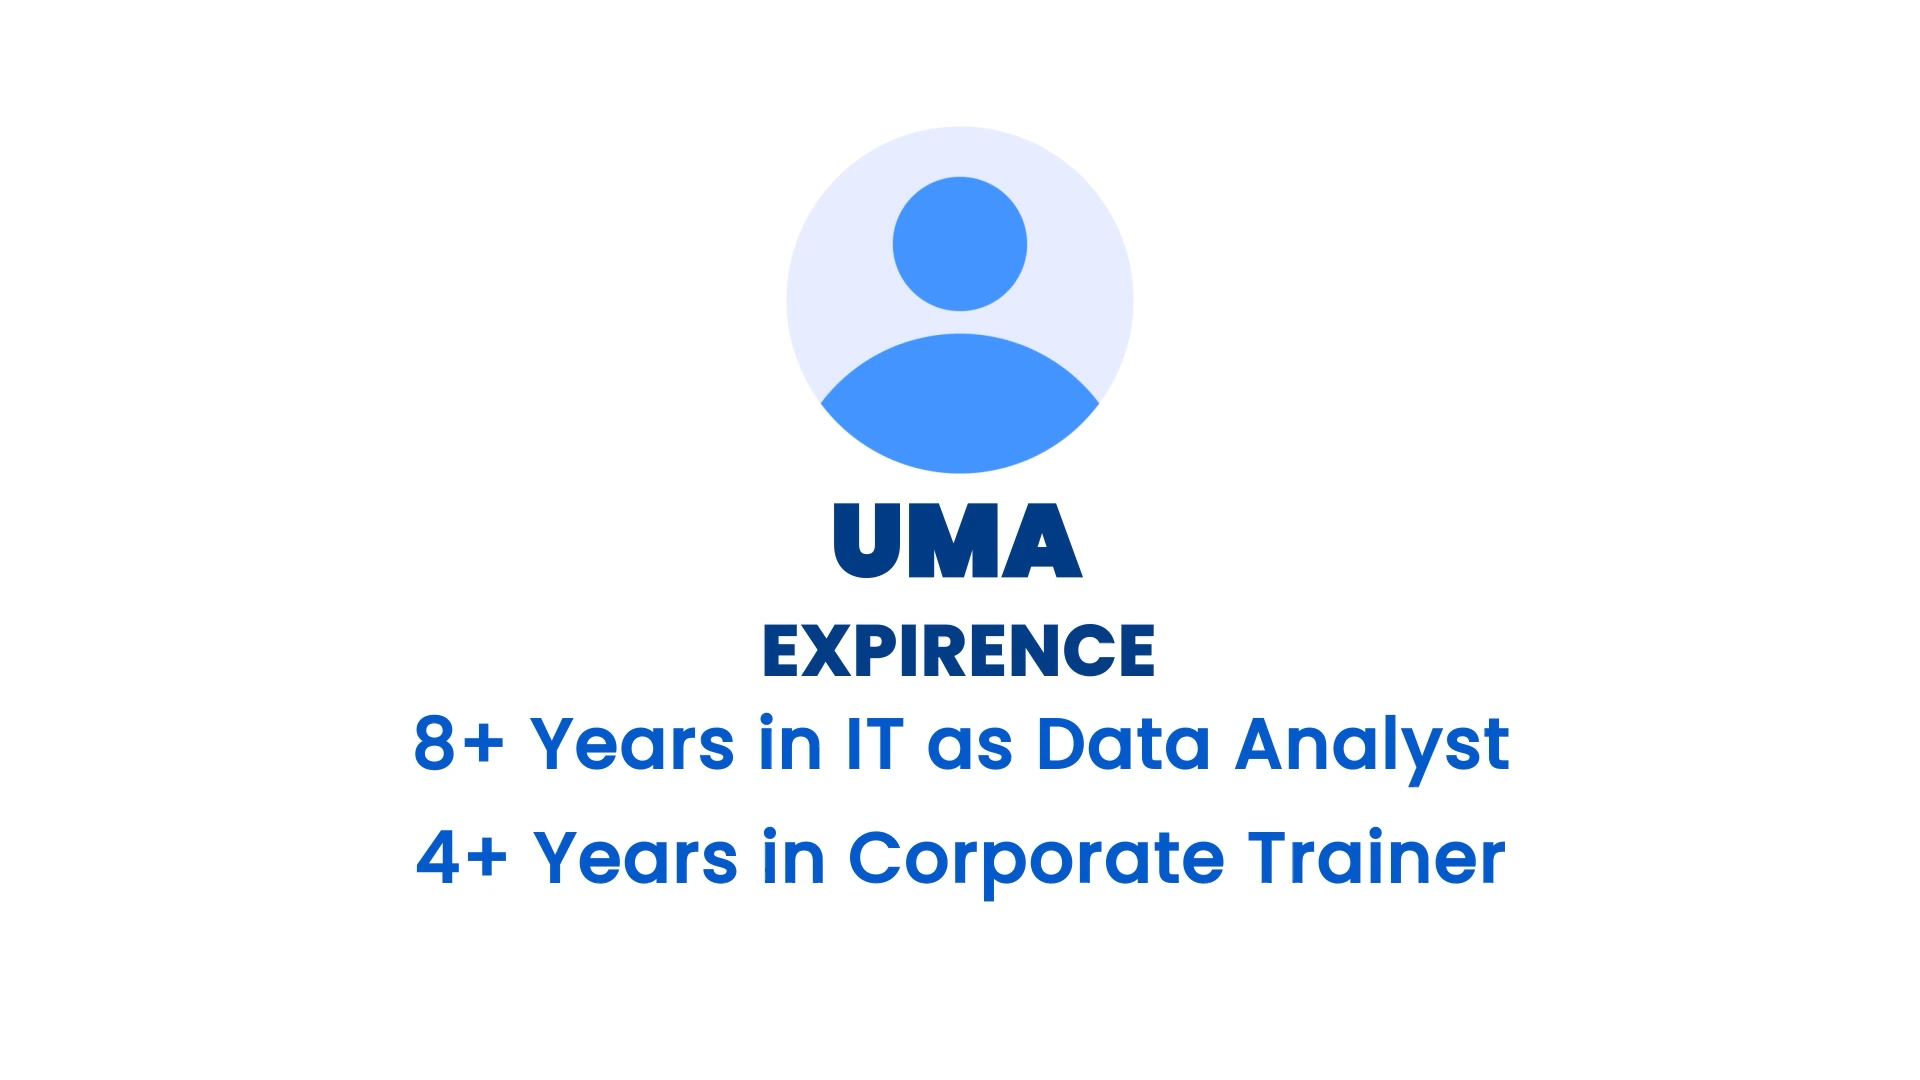 UMA
EXPIRENCE
8+ Years in IT as Data Analyst
4+ Years in Corporate Trainer